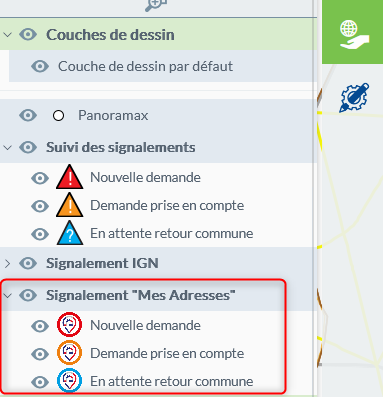 Couches de dessin
Couche de dessin par défaut
Panoramax
Suivi des signalements
Nouvelle demande
Demande prise en compte
En attente retour commune
Signalement IGN
Signalement "Mes Adresses"
Nouvelle demande
Demande prise en compte
En attente retour commune